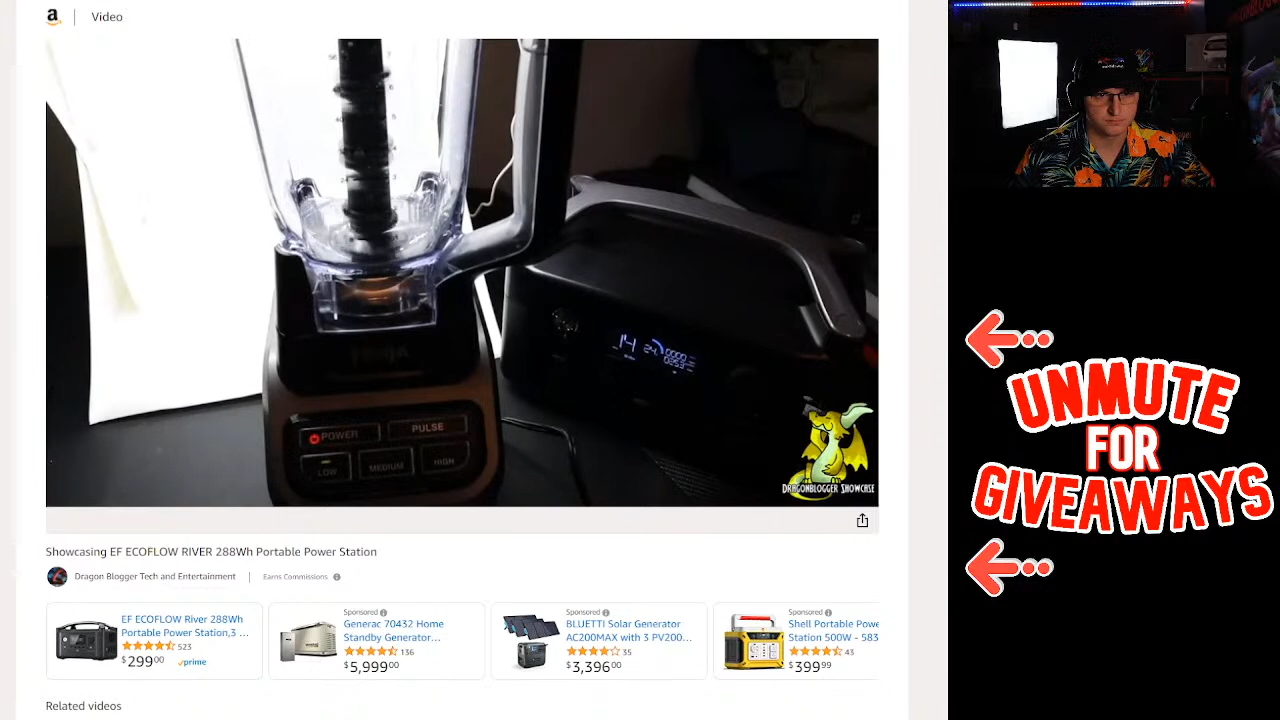 a
Video
POWER
PULSE
LOW
MEDIUM
HIGH
DRAGONBLOGGER SHOWCASE
Showcasing EF ECOFLOW RIVER 288Wh Portable Power Station
Dragon Blogger Tech and Entertainment
Earns Commissions
EF ECOFLOW River 288Wh
Portable Power Station,3 ...
523
$299.00
prime
Sponsored
Generac 70432 Home
Standby Generator...
136
$5,999.00
Sponsored
BLUETTI Solar Generator
AC200MAX with 3 PV200...
35
$3,396.00
Sponsored
Shell Portable Powe
Station 500W - 583
43
$399.99
Related videos
UNMUTE
FOR
GIVEAWAYS